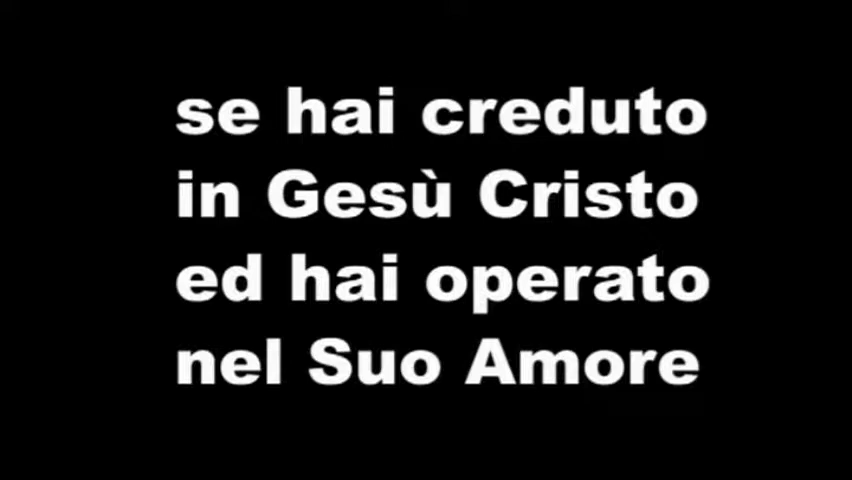 se hai creduto
in Gesù Cristo
ed hai operato
nel Suo Amore